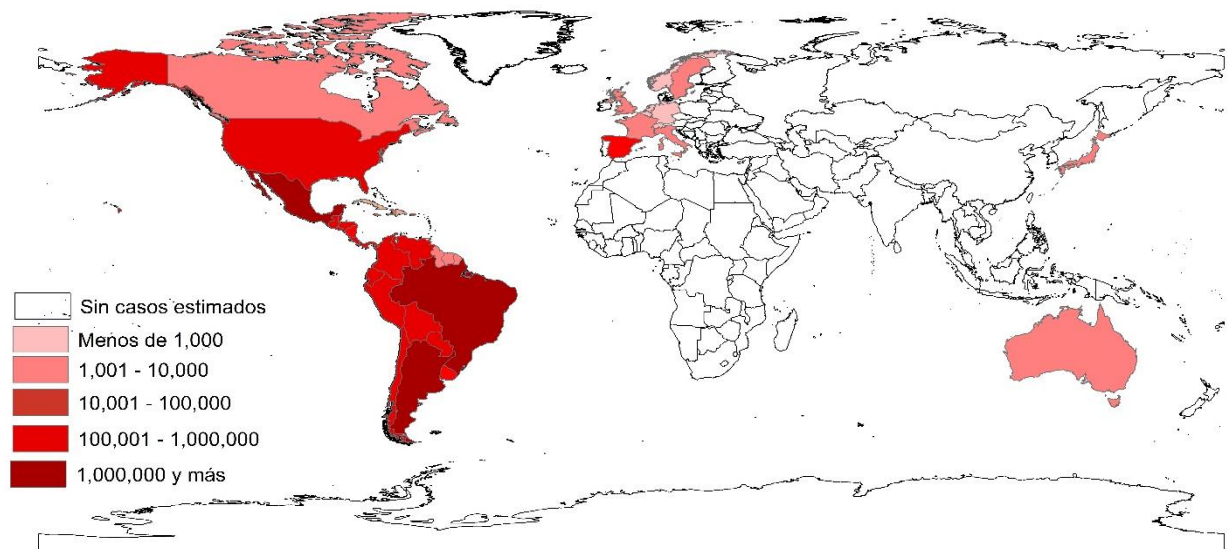 Sin casos estimados
Menos de 1,000
1,001 - 10,000
10,001 - 100,000
100,001 - 1,000,000
1,000,000 y más